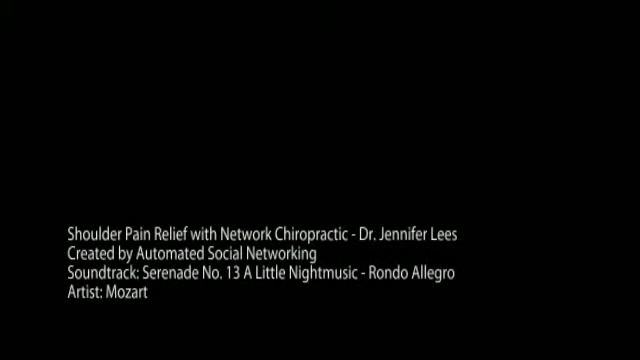 Shoulder Pain Relief with Network Chiropractic - Dr. Jennifer Lees
Created by Automated Social Networking
Soundtrack: Serenade No. 13 A Little Nightmusic - Rondo Allegro
Artist: Mozart